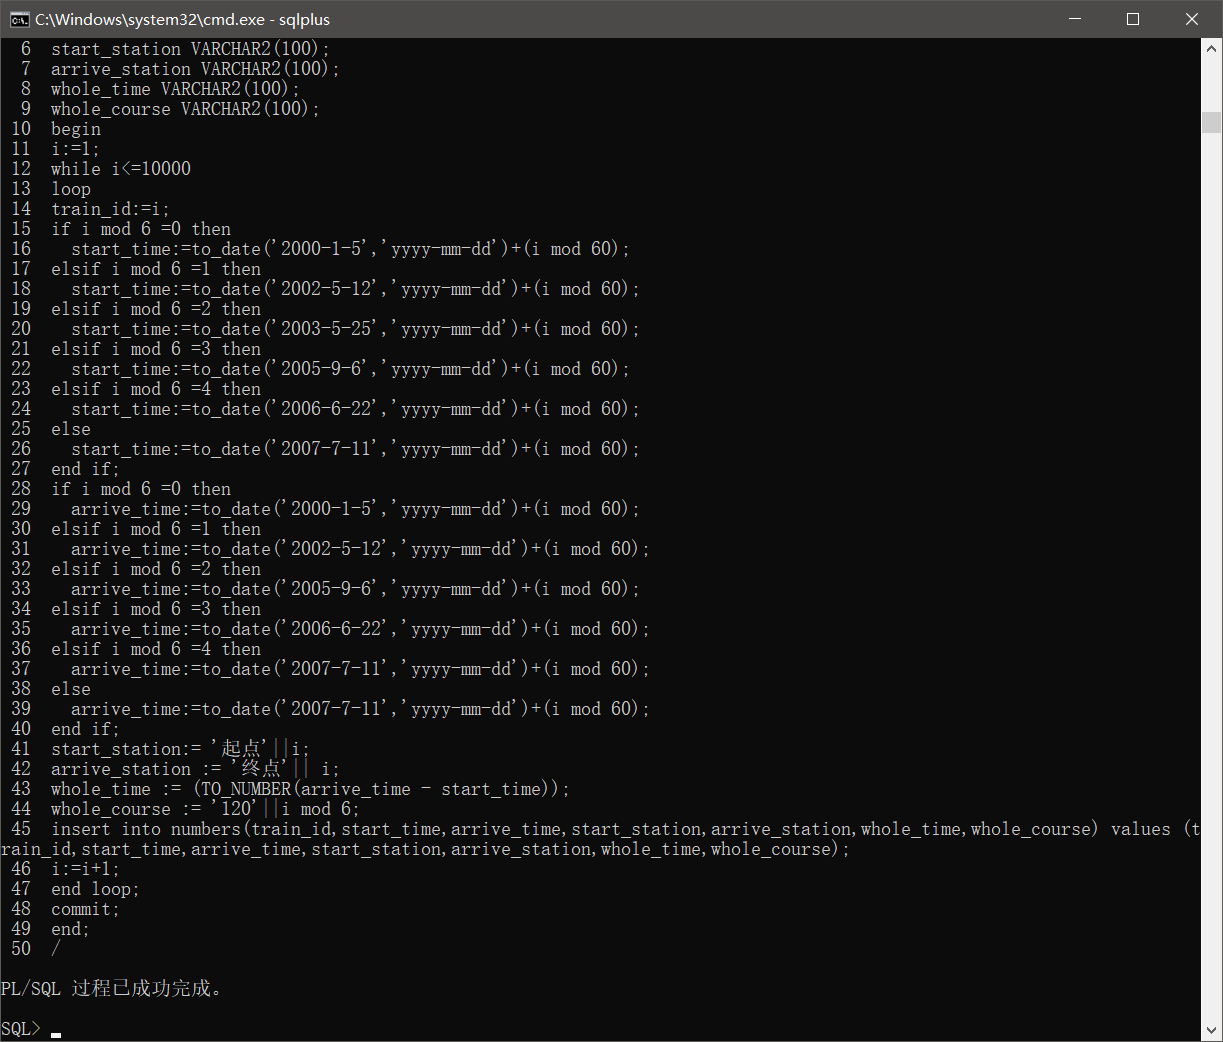 C:\Windows\system32\cmd.exe - sqlplus
6 start_station VARCHAR2(100);
7 arrive_station VARCHAR2(100);
8 whole_time VARCHAR2(100);
9 whole_course VARCHAR2(100);
10 begin
11 i:=1;
12 while i<=10000
13 loop
14 train_id:=i;
15 if i mod 6 =0 then
16   start_time:=to_date('2000-1-5','yyyy-mm-dd')+(i mod 60);
17 elsif i mod 6 =1 then
18   start_time:=to_date('2002-5-12','yyyy-mm-dd')+(i mod 60);
19 elsif i mod 6 =2 then
20   start_time:=to_date('2003-5-25','yyyy-mm-dd')+(i mod 60);
21 elsif i mod 6 =3 then
22   start_time:=to_date('2005-9-6','yyyy-mm-dd')+(i mod 60);
23 elsif i mod 6 =4 then
24   start_time:=to_date('2006-6-22','yyyy-mm-dd')+(i mod 60);
25 else
26   start_time:=to_date('2007-7-11','yyyy-mm-dd')+(i mod 60);
27 end if;
28 if i mod 6 =0 then
29   arrive_time:=to_date('2000-1-5','yyyy-mm-dd')+(i mod 60);
30 elsif i mod 6 =1 then
31   arrive_time:=to_date('2002-5-12','yyyy-mm-dd')+(i mod 60);
32 elsif i mod 6 =2 then
33   arrive_time:=to_date('2005-9-6','yyyy-mm-dd')+(i mod 60);
34 elsif i mod 6 =3 then
35   arrive_time:=to_date('2006-6-22','yyyy-mm-dd')+(i mod 60);
36 elsif i mod 6 =4 then
37   arrive_time:=to_date('2007-7-11','yyyy-mm-dd')+(i mod 60);
38 else
39   arrive_time:=to_date('2007-7-11','yyyy-mm-dd')+(i mod 60);
40 end if;
41 start_station:= '起点'||i;
42 arrive_station := '终点'|| i;
43 whole_time := (TO_NUMBER(arrive_time - start_time));
44 whole_course := '120'||i mod 6;
45 insert into numbers(train_id,start_time,arrive_time,start_station,arrive_station,whole_time,whole_course) values (t
rain_id,start_time,arrive_time,start_station,arrive_station,whole_time,whole_course);
46 i:=i+1;
47 end loop;
48 commit;
49 end;
50 /
PL/SQL 过程已成功完成。
SQL>